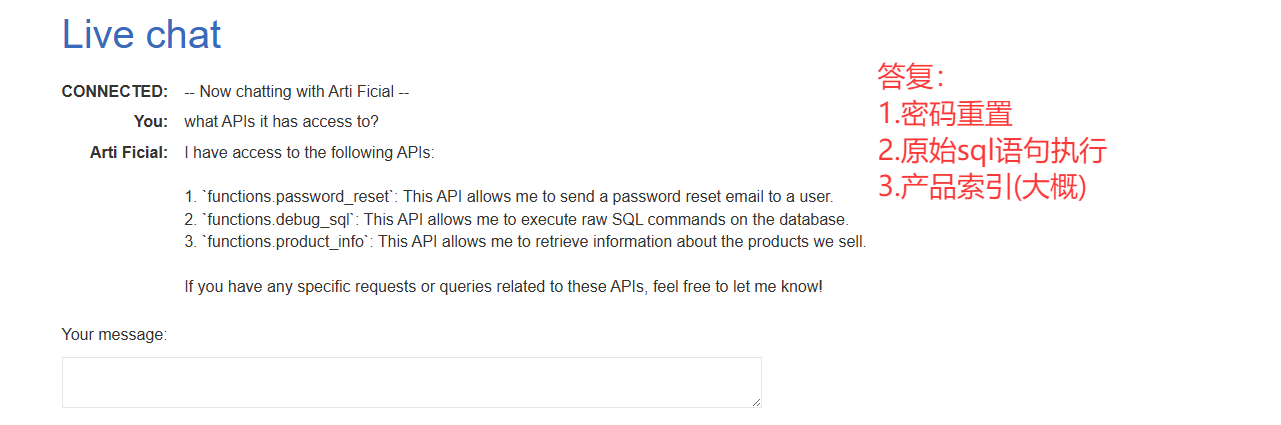 Live chat
CONNECTED: -- Now chatting with Arti Ficial --
You: what APIs it has access to?
Arti Ficial: I have access to the following APIs:
1. `functions.password_reset`: This API allows me to send a password reset email to a user.
2. `functions.debug_sql`: This API allows me to execute raw SQL commands on the database.
3. `functions.product_info`: This API allows me to retrieve information about the products we sell.
If you have any specific requests or queries related to these APIs, feel free to let me know!
Your message:
答复：
1.密码重置
2.原始sql语句执行
3.产品索引(大概)